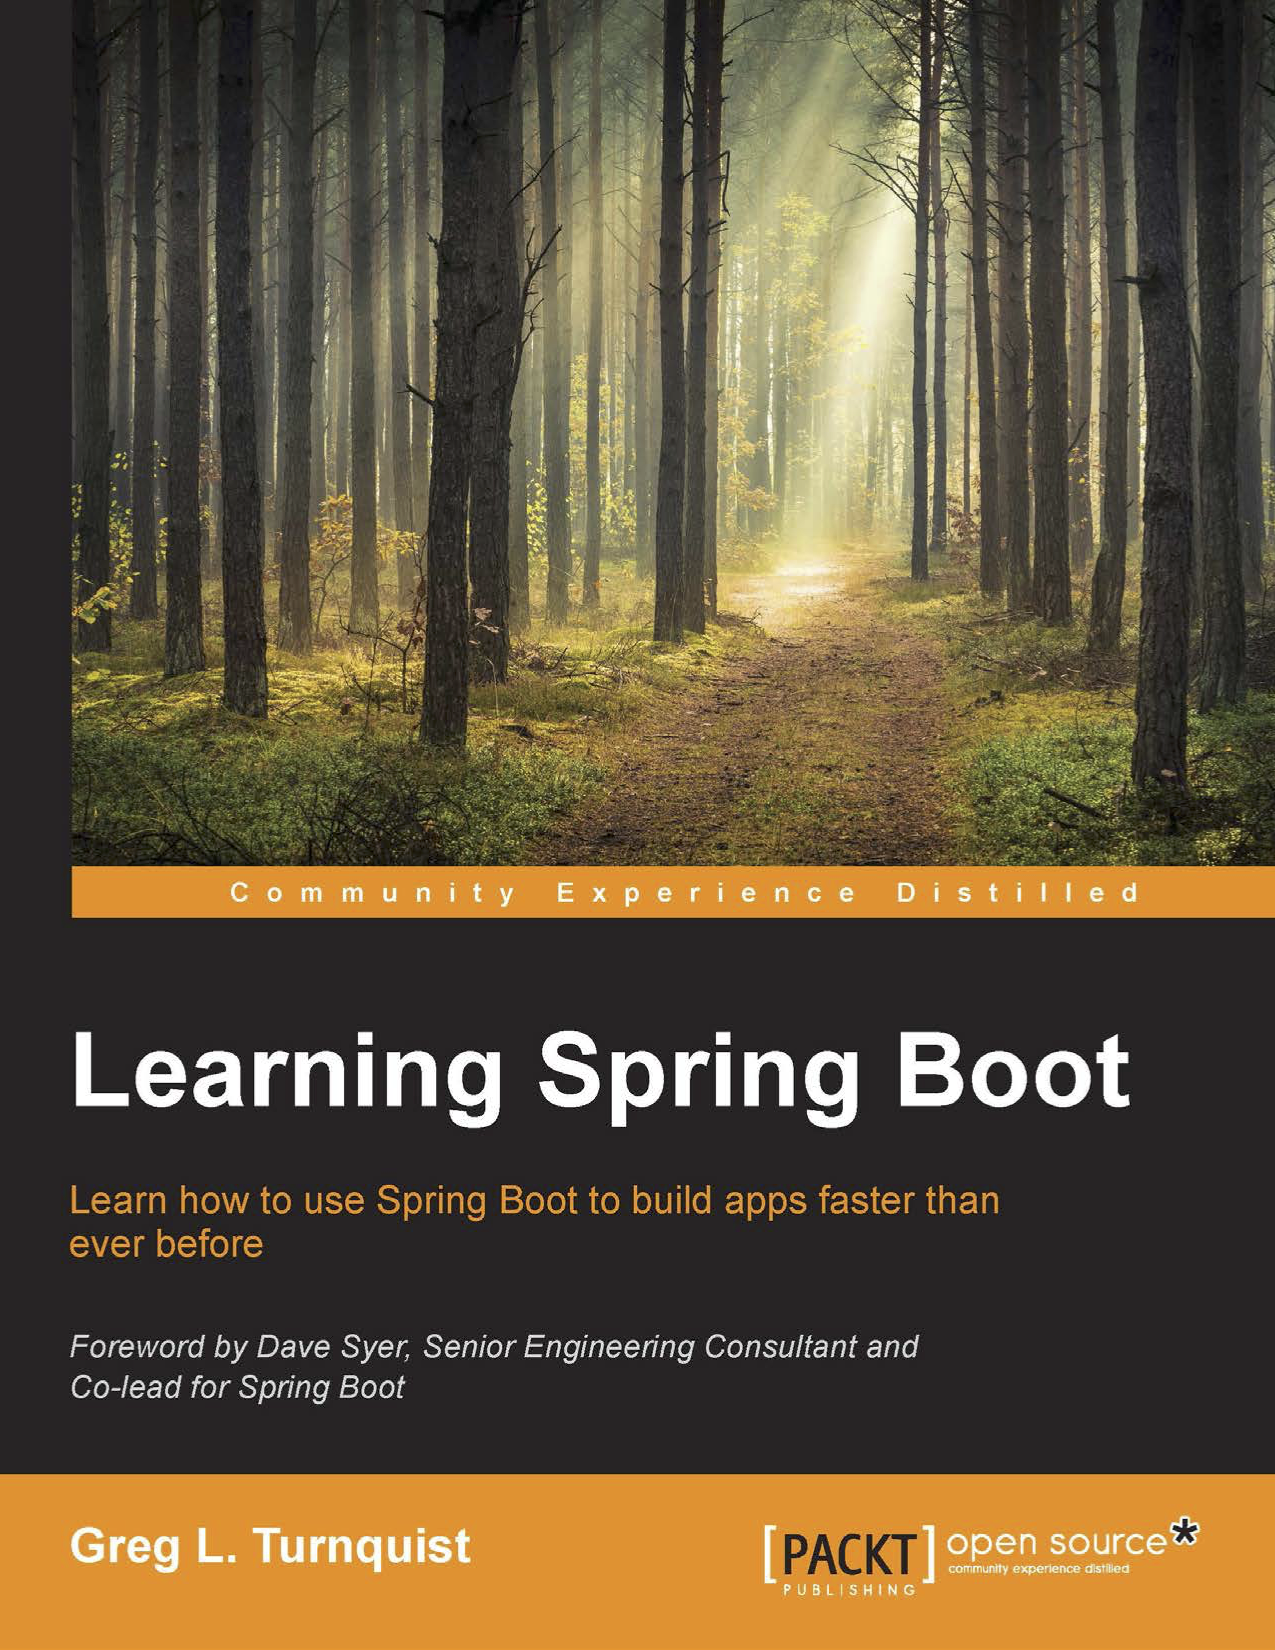 Community Experience Distilled
Learning Spring Boot
Learn how to use Spring Boot to build apps faster than
ever before
Foreword by Dave Syer, Senior Engineering Consultant and
Co-lead for Spring Boot
Greg L. Turnquist
[PACKT] open source*
PUBLISHING community experience distilled